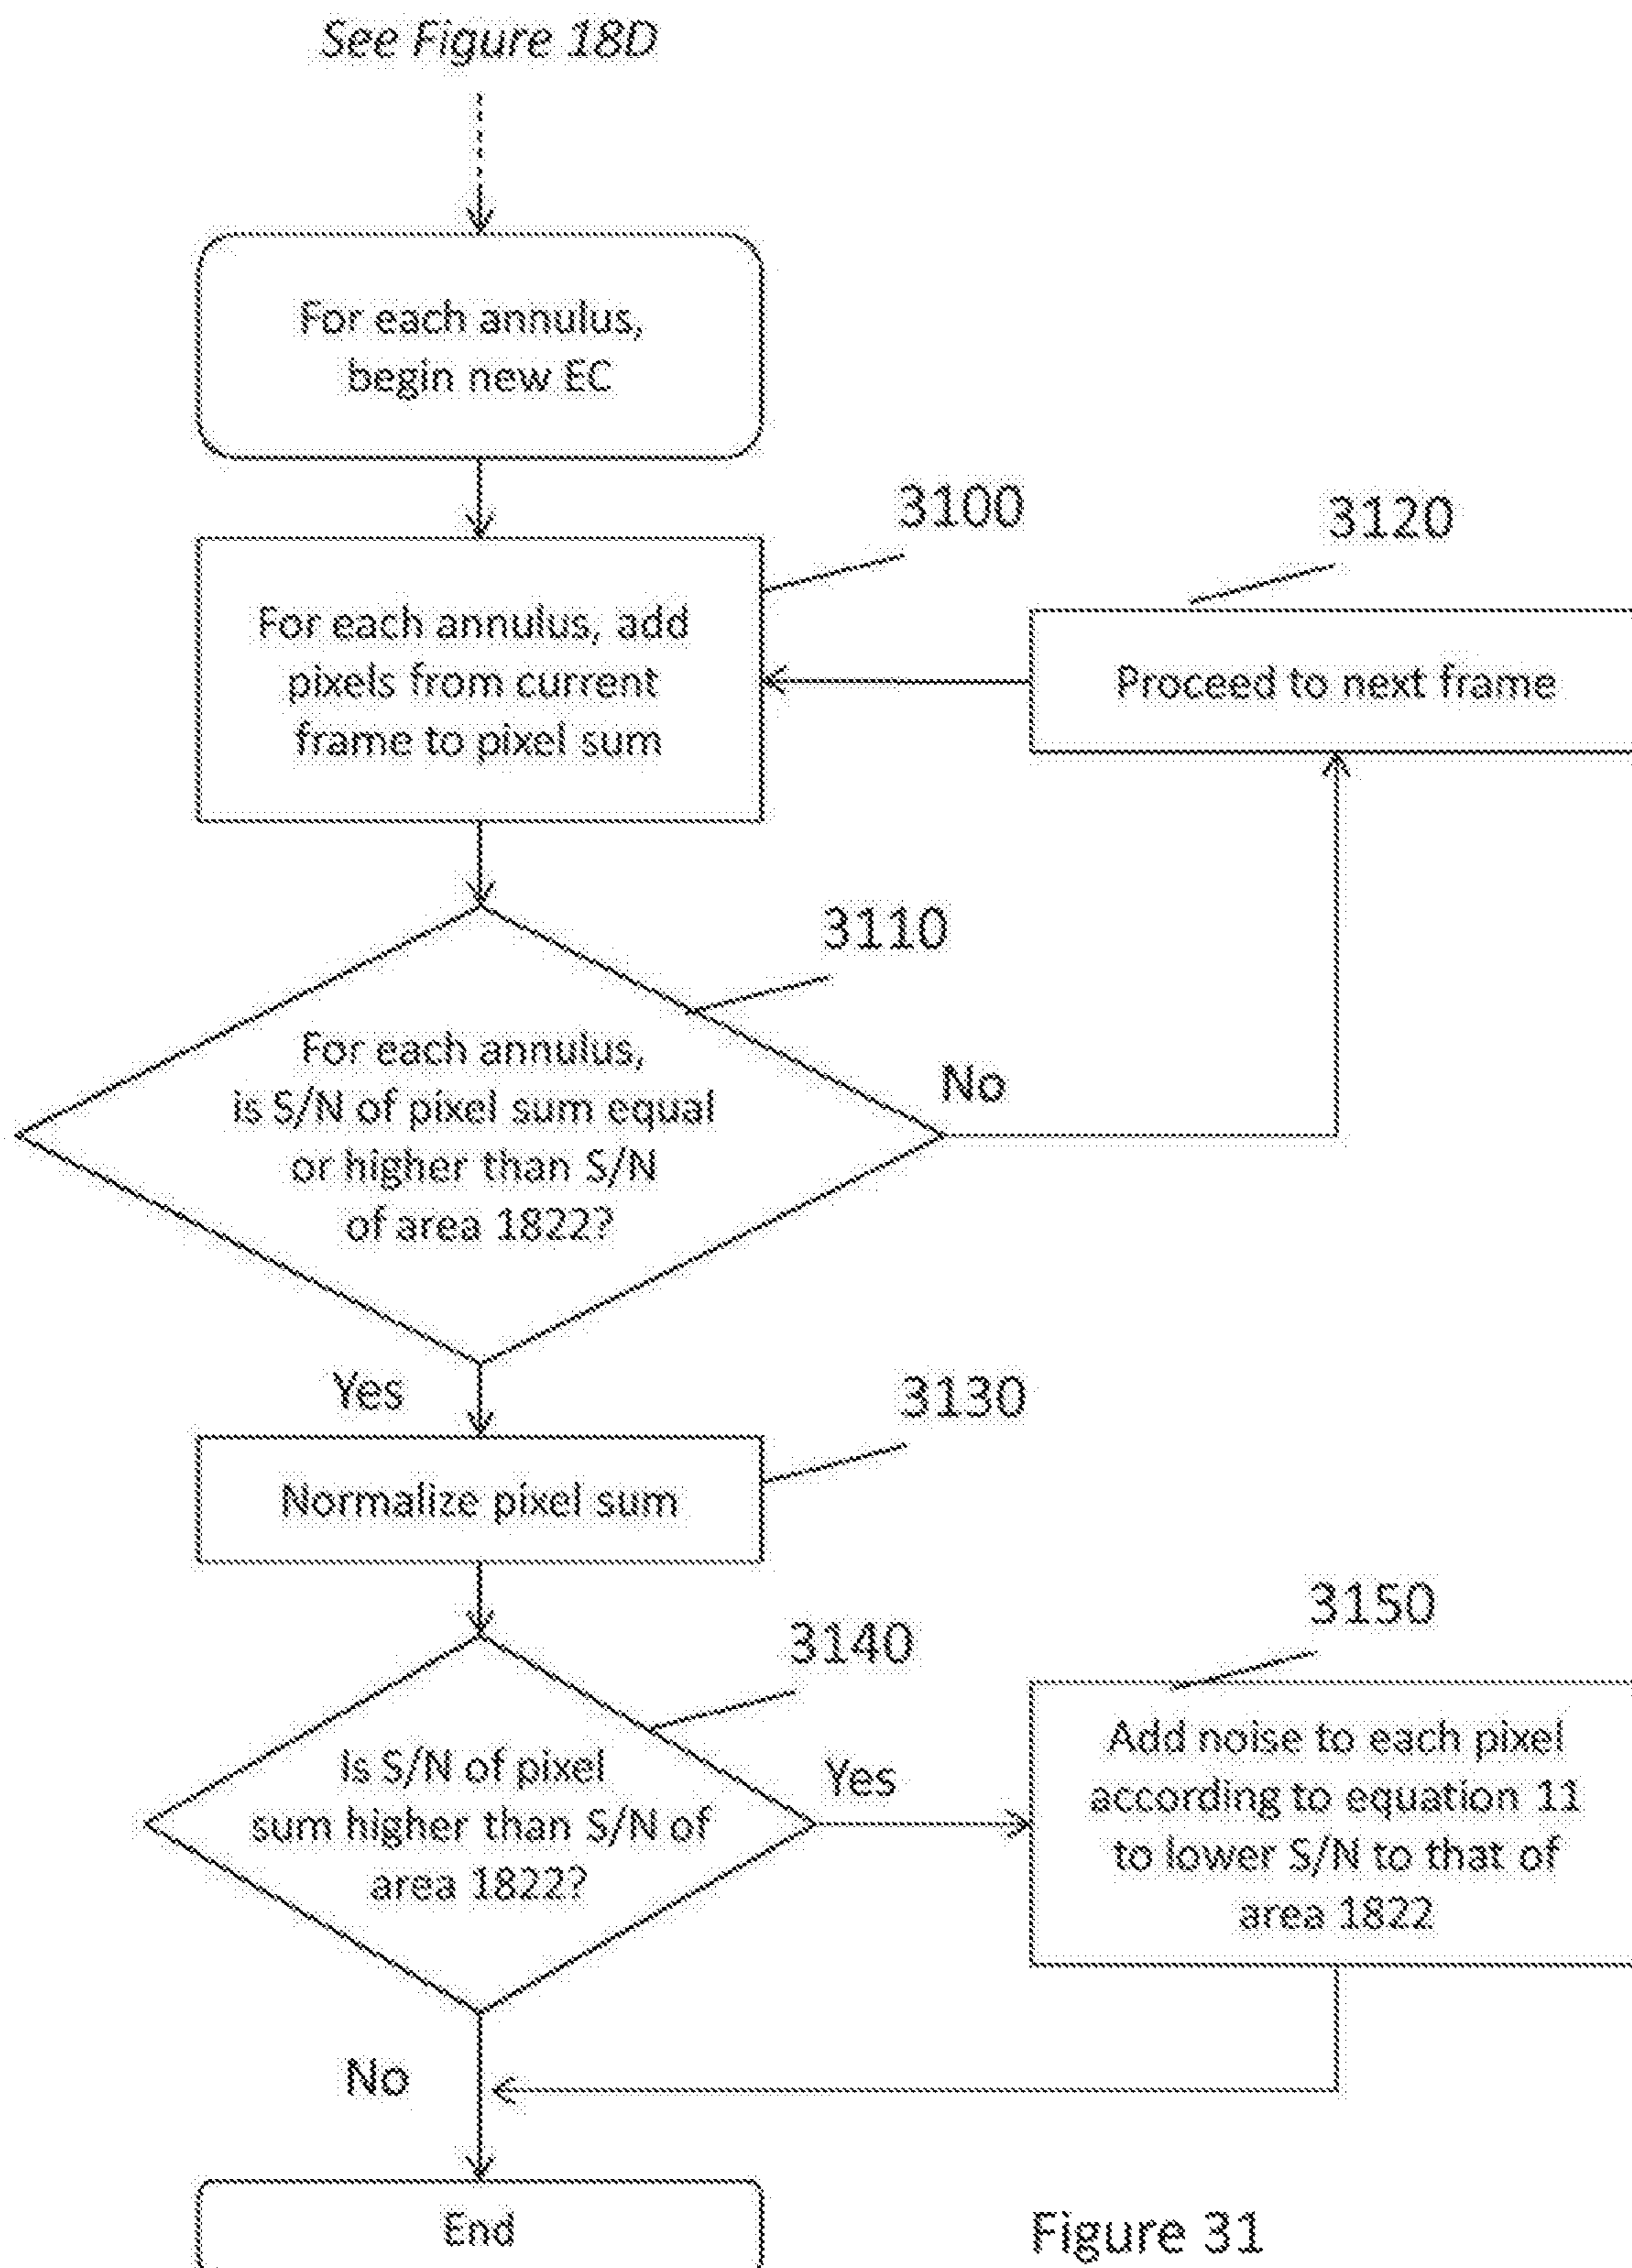 See Figure 18D
For each annulus,
begin new EC
3100
3120
For each annulus, add
pixels from current
frame to pixel sum
Proceed to next frame
3110
For each annulus,
is S/N of pixel sum equal
or higher than S/N
of area 1822?
No
Yes
3130
Normalize pixel sum
3140
3150
Is S/N of pixel
sum higher than S/N of
area 1822?
Yes
Add noise to each pixel
according to equation 11
to lower S/N to that of
area 1822
No
End
Figure 31